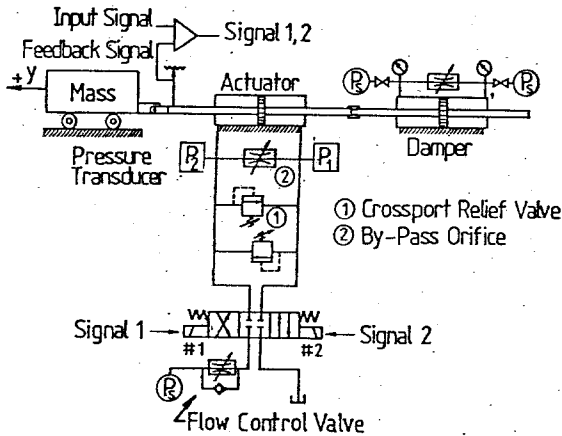 Input Signal
Signal 1,2
Feedback Signal
+y
Mass
Actuator
Ps
Ps
Damper
Pressure
Transducer
P2
P1
②
①
① Crossport Relief Valve
② By-Pass Orifice
Signal 1
Signal 2
#1
#2
Ps
Flow Control Valve